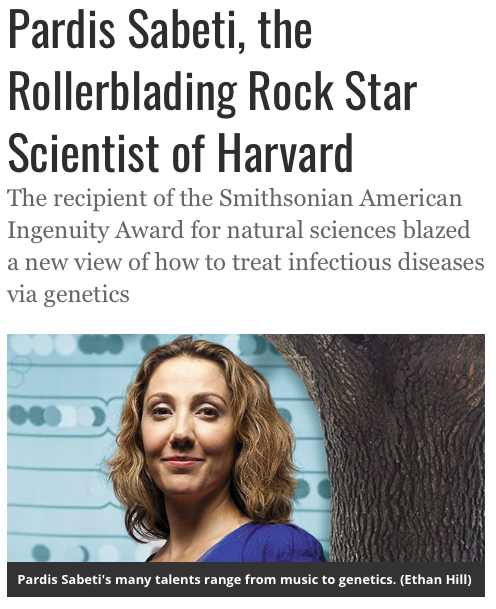 Pardis Sabeti, the
Rollerblading Rock Star
Scientist of Harvard
The recipient of the Smithsonian American
Ingenuity Award for natural sciences blazed
a new view of how to treat infectious diseases
via genetics
Pardis Sabeti's many talents range from music to genetics. (Ethan Hill)